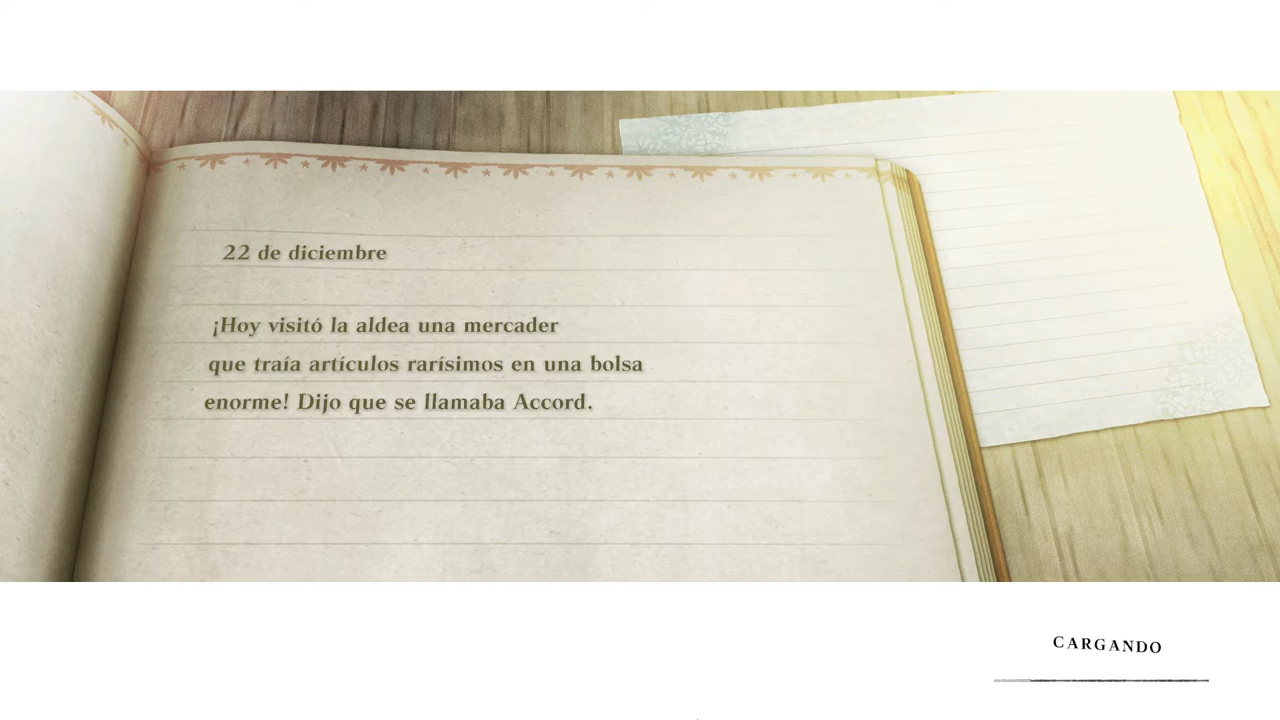 22 de diciembre
¡Hoy visitó la aldea una mercader
que traía artículos rarísimos en una bolsa
enorme! Dijo que se llamaba Accord.
CARGANDO